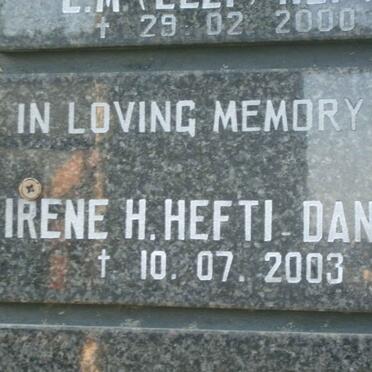 † 29.02.2000
IN LOVING MEMORY
IRENE H. HEFTI - DAN
† 10. 07. 2003